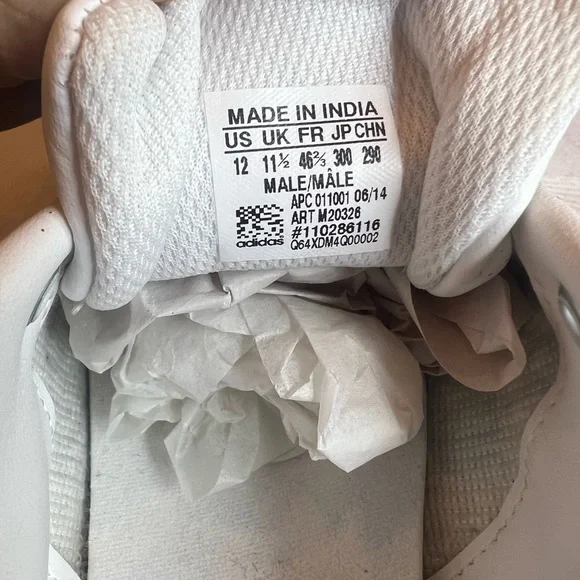 MADE IN INDIA
US UK FR JP CHN
12 11½ 46⅔ 300 290
MALE/MÂLE
APC 011001 06/14
ART M20326
#110286116
adidas Q64XDM4Q00002